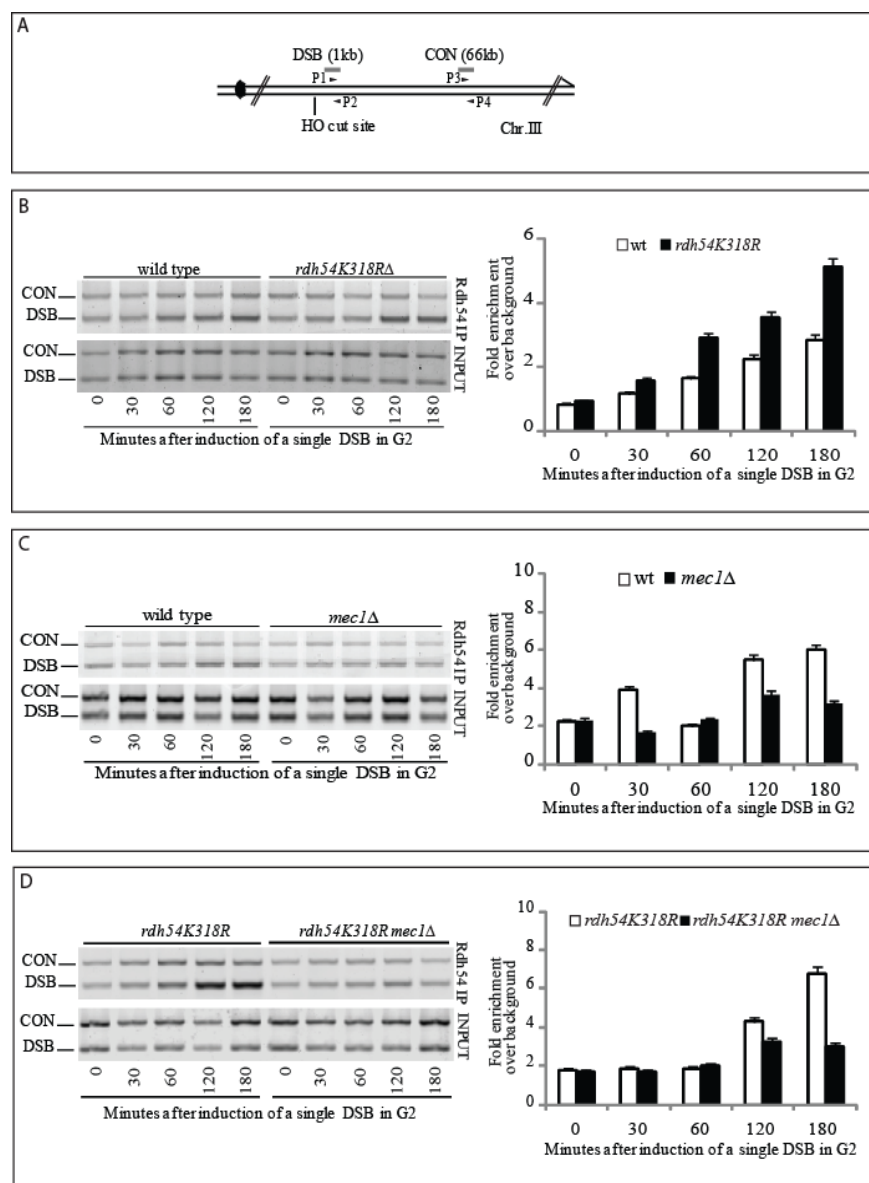 A
DSB (1kb)
CON (66kb)
P1
P3
P2
P4
HO cut site
Chr.III
B
wild type
rdh54K318RΔ
CON
DSB
Rdh54 IP
CON
DSB
INPUT
0 30 60 120 180 0 30 60 120 180
Minutes after induction of a single DSB in G2
wt rdh54K318R
Fold enrichment
over background
6
4
2
0
0 30 60 120 180
Minutes after induction of a single DSB in G2
C
wild type
mec1Δ
CON
DSB
Rdh54 IP
CON
DSB
INPUT
0 30 60 120 180 0 30 60 120 180
Minutes after induction of a single DSB in G2
wt mec1Δ
Fold enrichment
over background
10
8
6
4
2
0
0 30 60 120 180
Minutes after induction of a single DSB in G2
D
rdh54K318R
rdh54K318R mec1Δ
CON
DSB
Rdh54 IP
CON
DSB
INPUT
0 30 60 120 180 0 30 60 120 180
Minutes after induction of a single DSB in G2
rdh54K318R rdh54K318R mec1Δ
Fold enrichment
over background
10
8
6
4
2
0
0 30 60 120 180
Minutes after induction of a single DSB in G2